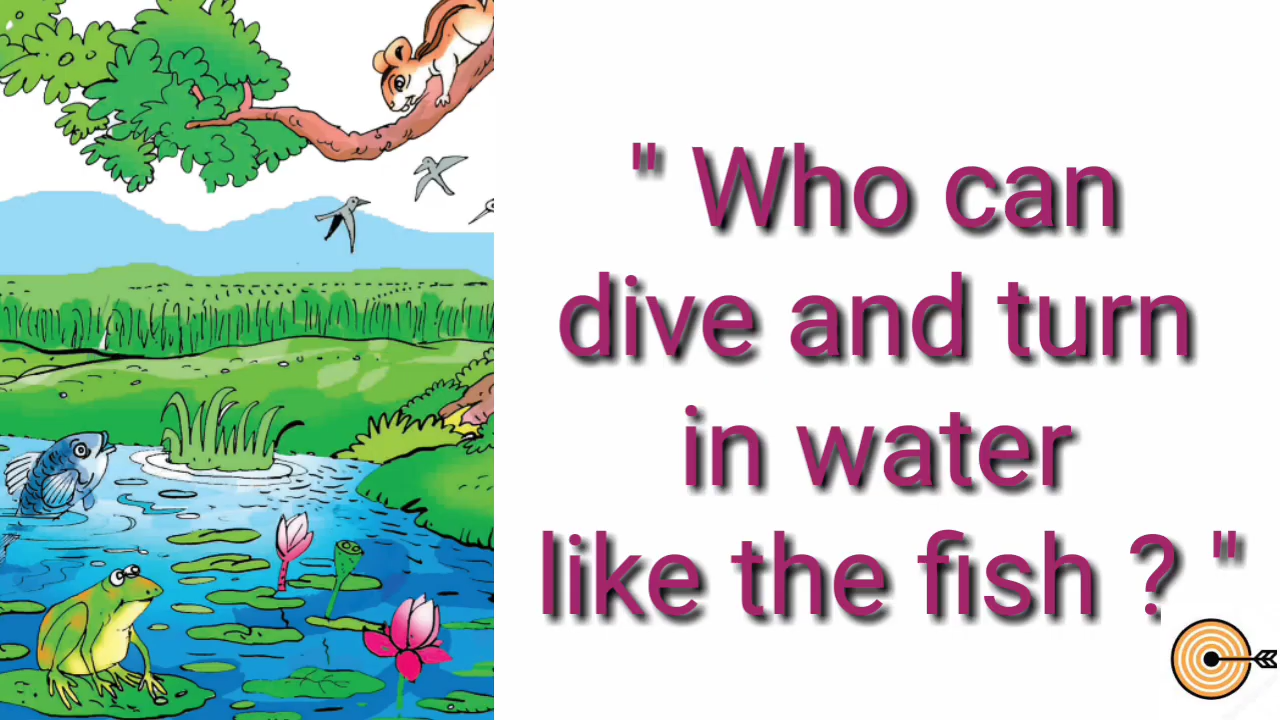 " Who can
dive and turn
in water
like the fish ? "